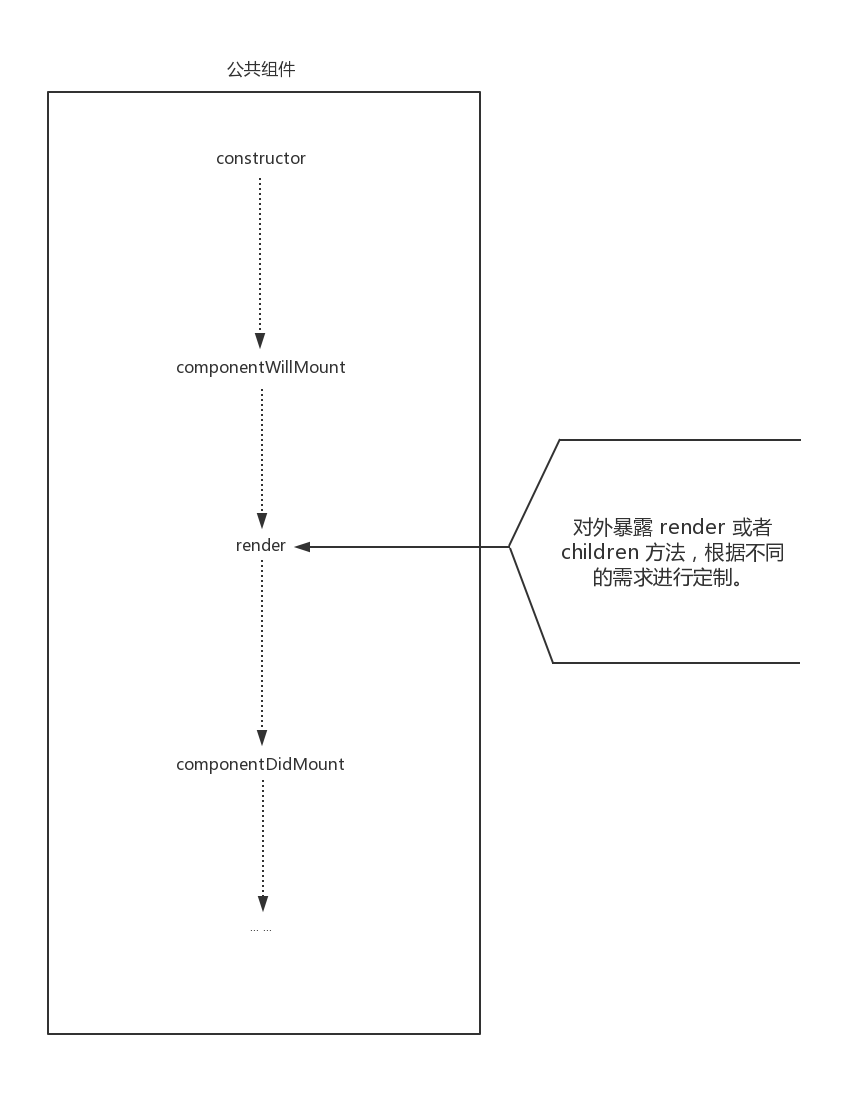 公共组件
constructor
componentWillMount
render
对外暴露 render 或者
children 方法，根据不同
的需求进行定制。
componentDidMount
... ...